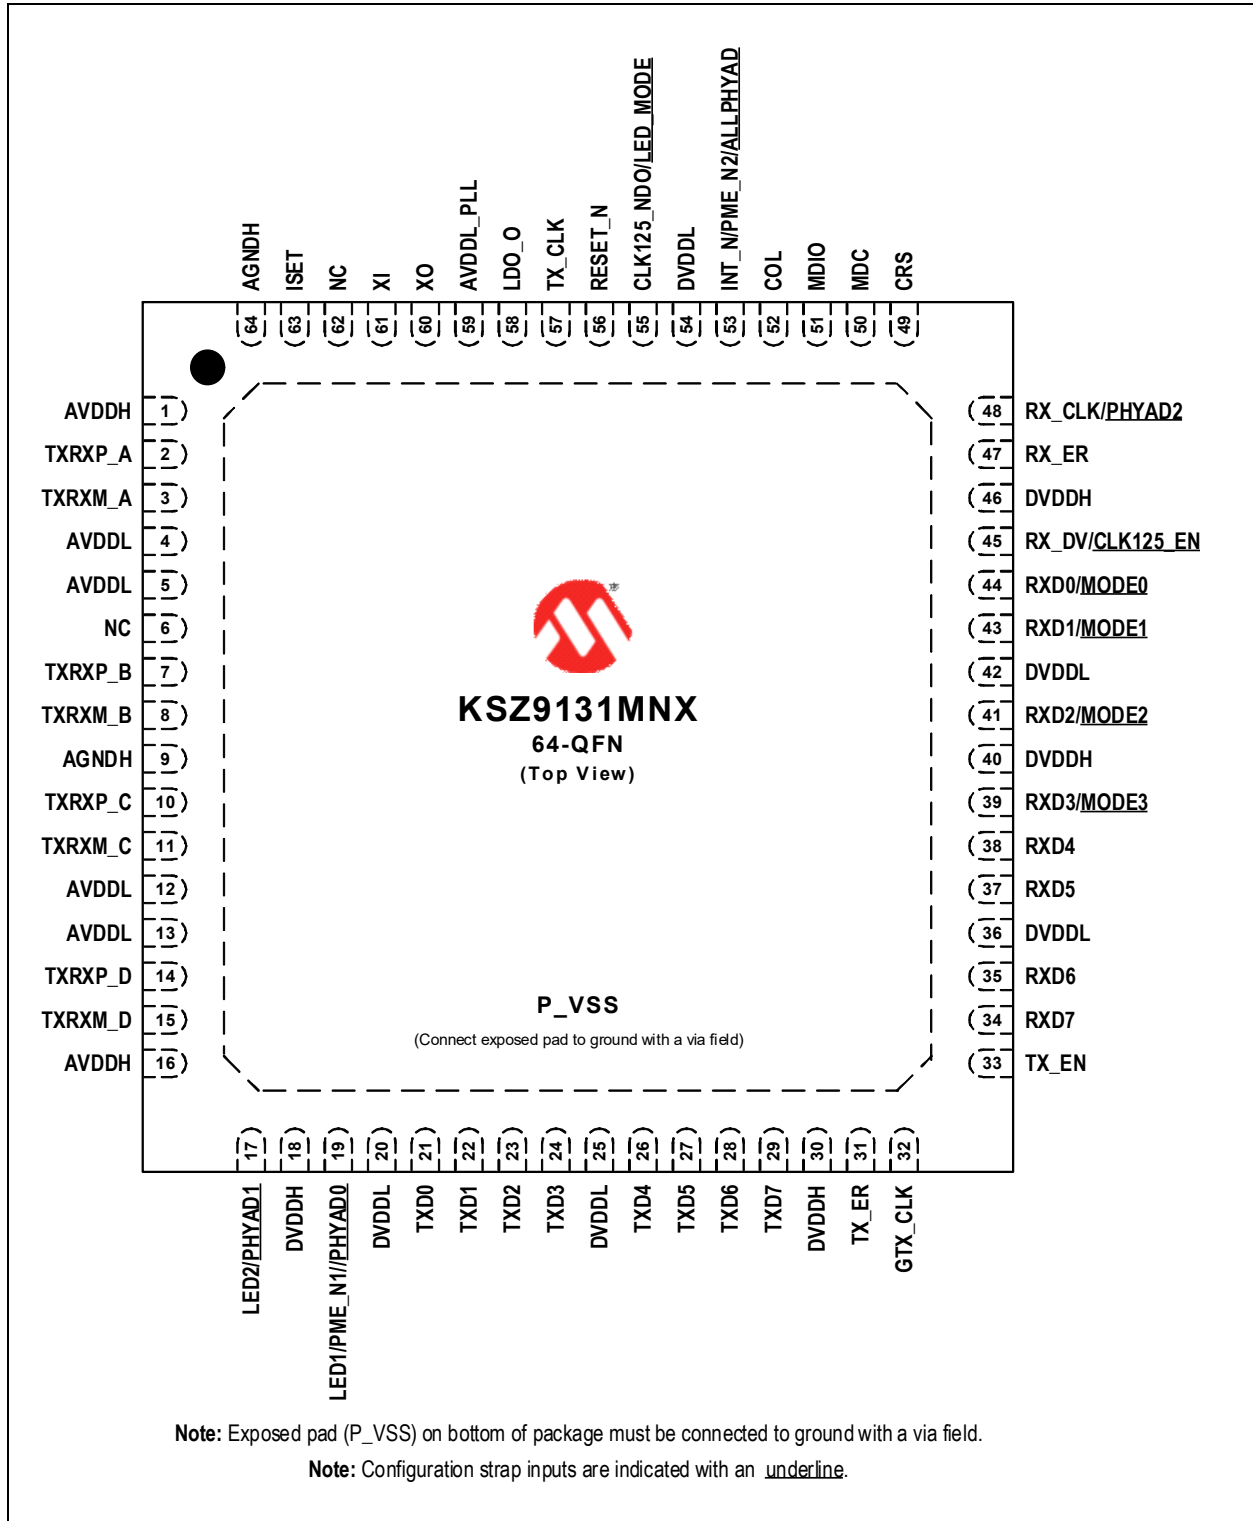 AGNDH
ISET
NC
XI
XO
AVDDL_PLL
LDO_O
TX_CLK
RESET_N
CLK125_NDO/LED_MODE
DVDDL
INT_N/PME_N2/ALLPHYAD
COL
MDIO
MDC
CRS
64 63 62 61 60 59 58 57 56 55 54 53 52 51 50 49
AVDDH 1
TXRXP_A 2
TXRXM_A 3
AVDDL 4
AVDDL 5
NC 6
TXRXP_B 7
TXRXM_B 8
AGNDH 9
TXRXP_C 10
TXRXM_C 11
AVDDL 12
AVDDL 13
TXRXP_D 14
TXRXM_D 15
AVDDH 16
®
KSZ9131MNX
64-QFN
(Top View)
P_VSS
(Connect exposed pad to ground with a via field)
48 RX_CLK/PHYAD2
47 RX_ER
46 DVDDH
45 RX_DV/CLK125_EN
44 RXD0/MODE0
43 RXD1/MODE1
42 DVDDL
41 RXD2/MODE2
40 DVDDH
39 RXD3/MODE3
38 RXD4
37 RXD5
36 DVDDL
35 RXD6
34 RXD7
33 TX_EN
17 18 19 20 21 22 23 24 25 26 27 28 29 30 31 32
LED2/PHYAD1
DVDDH
LED1/PME_N1//PHYAD0
DVDDL
TXD0
TXD1
TXD2
TXD3
DVDDL
TXD4
TXD5
TXD6
TXD7
DVDDH
TX_ER
GTX_CLK
Note: Exposed pad (P_VSS) on bottom of package must be connected to ground with a via field.
Note: Configuration strap inputs are indicated with an underline.